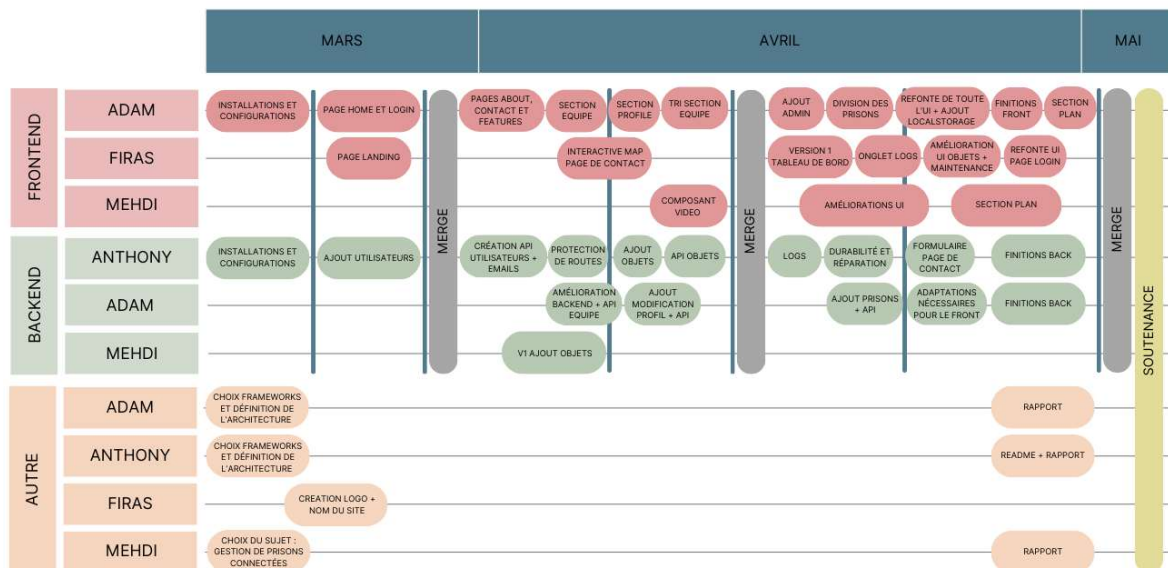 MARS
AVRIL
MAI
FRONTEND
ADAM
INSTALLATIONS ET
CONFIGURATIONS
PAGE HOME ET LOGIN
PAGES ABOUT,
CONTACT ET
FEATURES
SECTION
EQUIPE
SECTION
PROFILE
TRI SECTION
EQUIPE
AJOUT
ADMIN
DIVISION DES
PRISONS
REFONTE DE TOUTE
L'UI + AJOUT
LOCALSTORAGE
FINITIONS
FRONT
SECTION
PLAN
FIRAS
PAGE LANDING
INTERACTIVE MAP
PAGE DE CONTACT
VERSION 1
TABLEAU DE BORD
ONGLET LOGS
AMÉLIORATION
UI OBJETS +
MAINTENANCE
REFONTE UI
PAGE LOGIN
MEHDI
COMPOSANT
VIDEO
AMÉLIORATIONS UI
SECTION PLAN
MERGE
MERGE
MERGE
SOUTENANCE
BACKEND
ANTHONY
INSTALLATIONS ET
CONFIGURATIONS
AJOUT UTILISATEURS
CRÉATION API
UTILISATEURS +
EMAILS
PROTECTION
DE ROUTES
AJOUT
OBJETS
API OBJETS
LOGS
DURABILITÉ ET
RÉPARATION
FORMULAIRE
PAGE DE
CONTACT
FINITIONS BACK
ADAM
AMÉLIORATION
BACKEND + API
EQUIPE
AJOUT
MODIFICATION
PROFIL + API
AJOUT PRISONS
+ API
ADAPTATIONS
NÉCESSAIRES
POUR LE FRONT
FINITIONS BACK
MEHDI
V1 AJOUT OBJETS
AUTRE
ADAM
CHOIX FRAMEWORKS
ET DÉFINITION DE
L'ARCHITECTURE
RAPPORT
ANTHONY
CHOIX FRAMEWORKS
ET DÉFINITION DE
L'ARCHITECTURE
README + RAPPORT
FIRAS
CREATION LOGO +
NOM DU SITE
MEHDI
CHOIX DU SUJET :
GESTION DE PRISONS
CONNECTÉES
RAPPORT